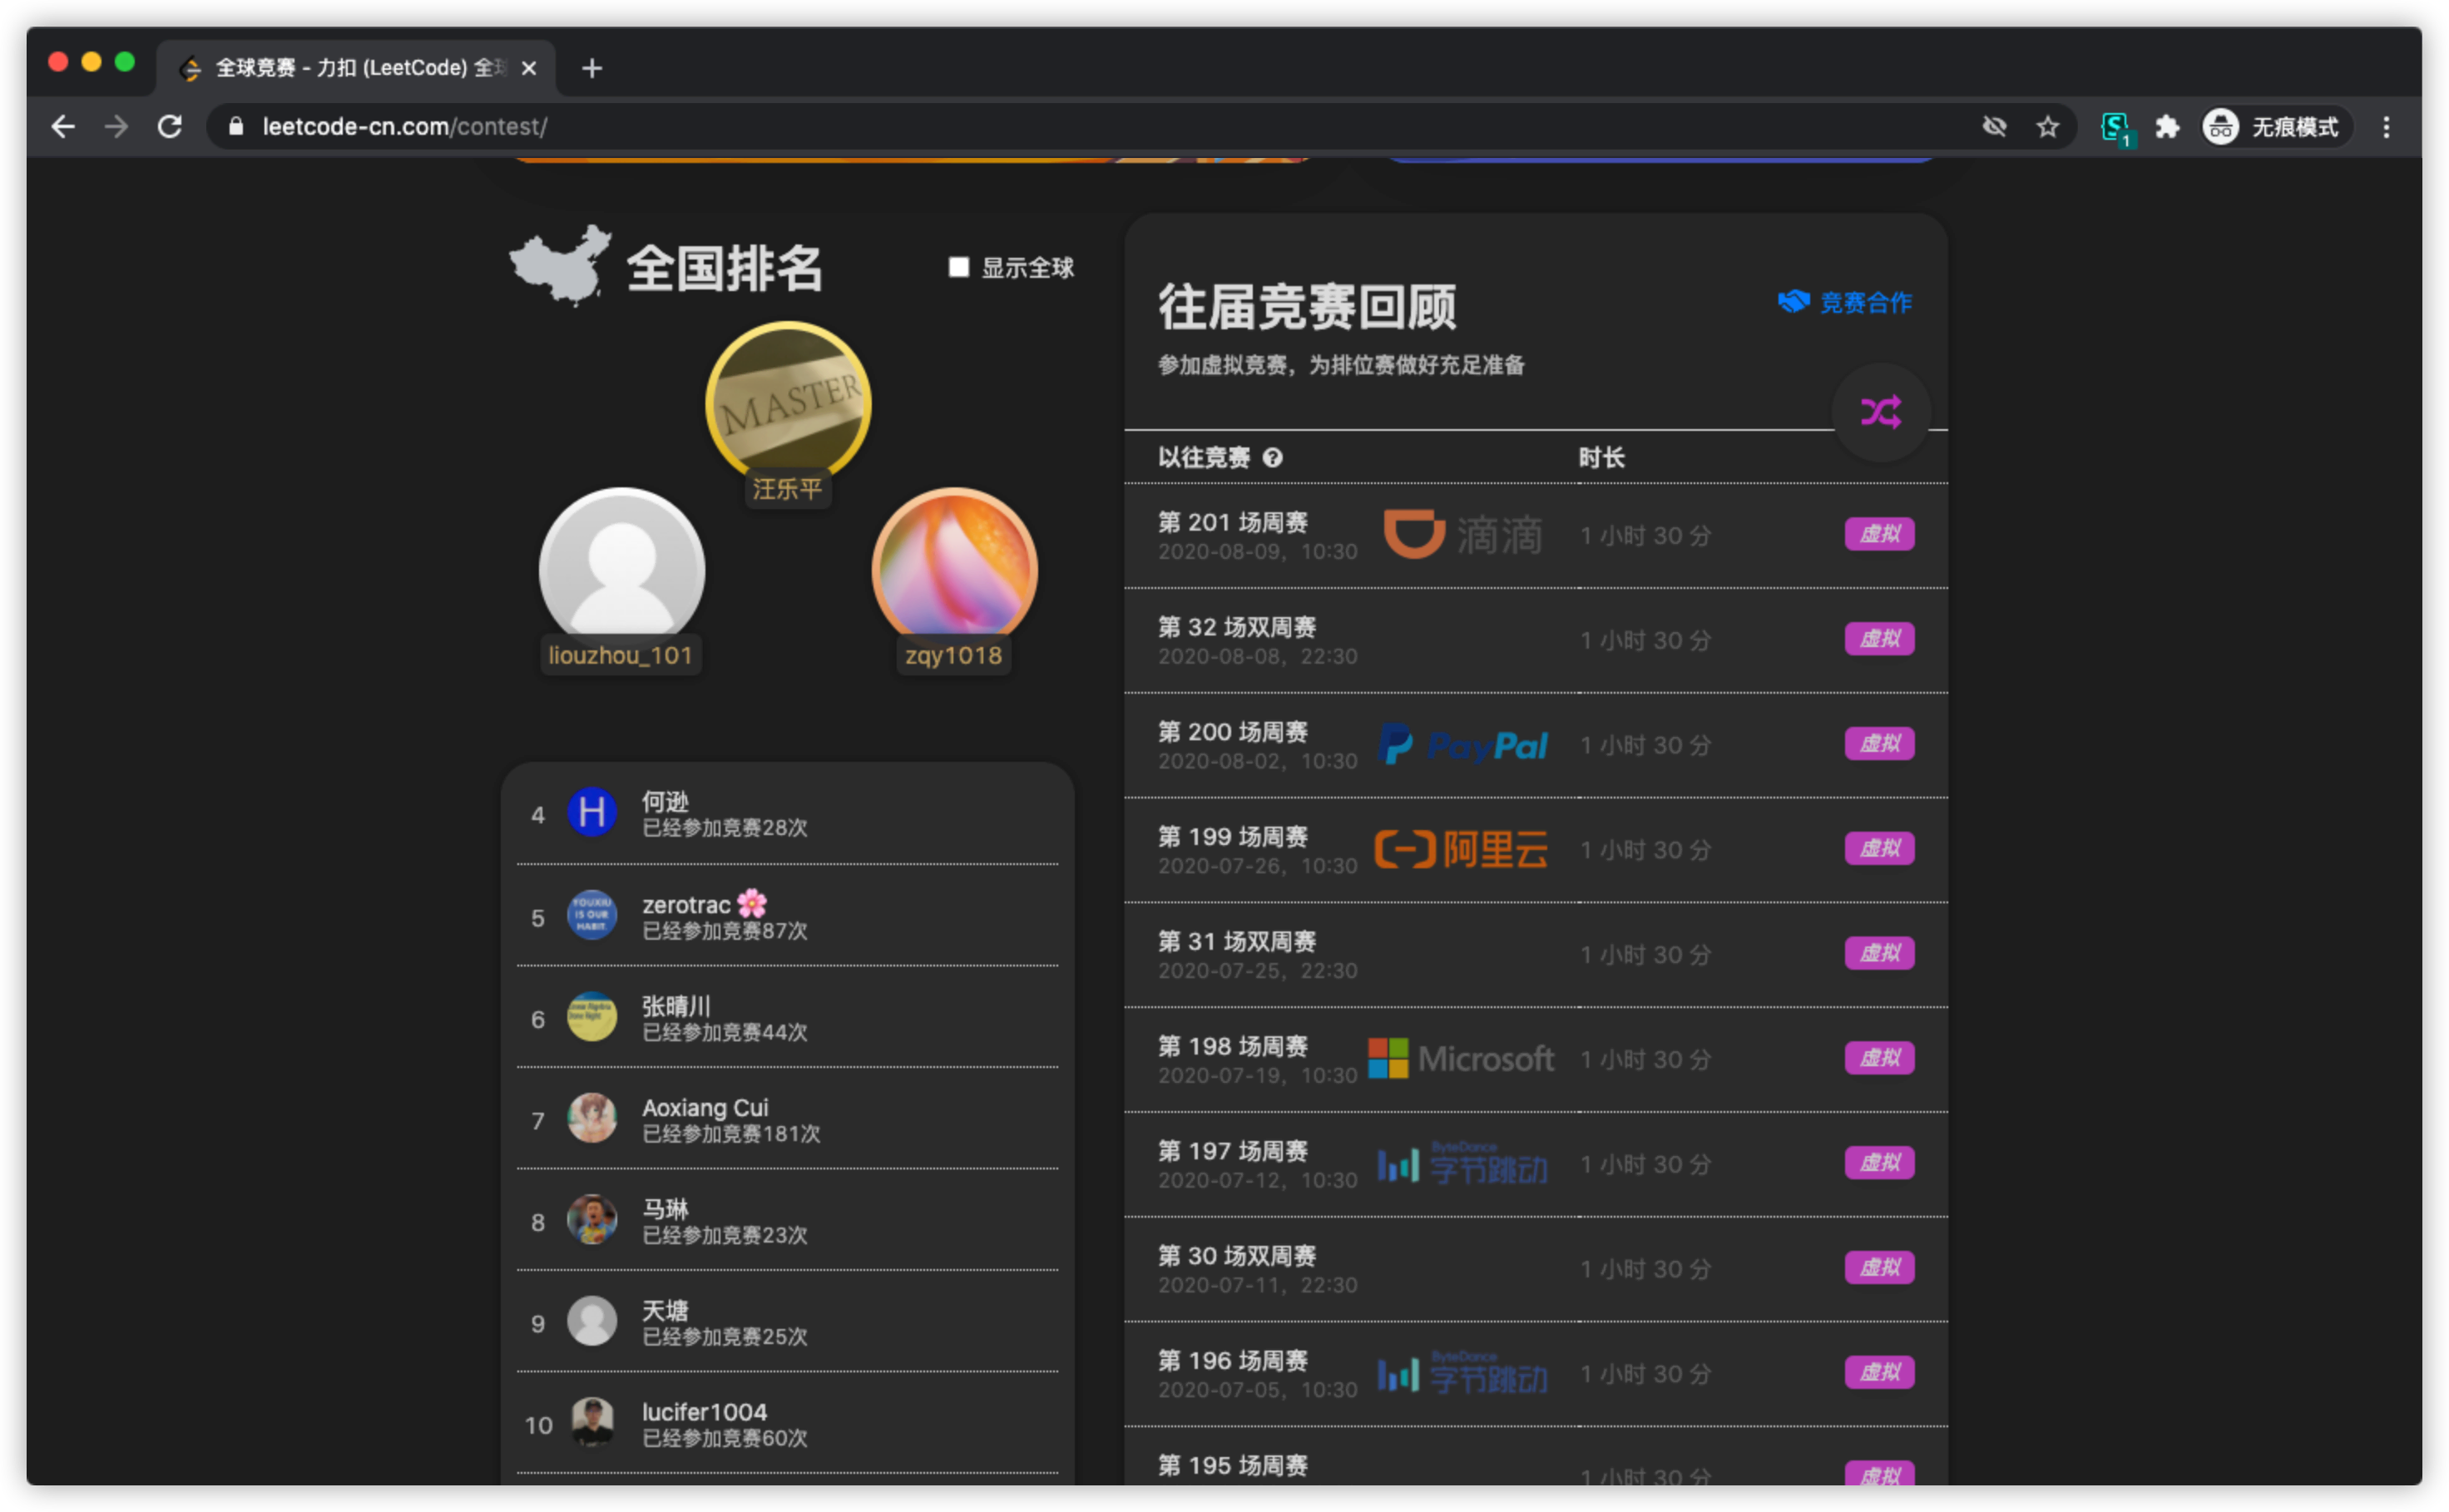 全球竞赛 - 力扣 (LeetCode) 全球
leetcode-cn.com/contest/
1
无痕模式
全国排名
显示全球
MASTER
汪乐平
liouzhou_101
zqy1018
4
H
何逊
已经参加竞赛28次
5
YOUXIU
IS OUR
HABIT.
zerotrac🌸
已经参加竞赛87次
6
张晴川
已经参加竞赛44次
7
Aoxiang Cui
已经参加竞赛181次
8
马琳
已经参加竞赛23次
9
天塘
已经参加竞赛25次
10
lucifer1004
已经参加竞赛60次
往届竞赛回顾
竞赛合作
参加虚拟竞赛，为排位赛做好充足准备
以往竞赛 ?
时长
第 201 场周赛
2020-08-09，10:30
滴滴
1 小时 30 分
虚拟
第 32 场双周赛
2020-08-08，22:30
1 小时 30 分
虚拟
第 200 场周赛
2020-08-02，10:30
PayPal
1 小时 30 分
虚拟
第 199 场周赛
2020-07-26，10:30
阿里云
1 小时 30 分
虚拟
第 31 场双周赛
2020-07-25，22:30
1 小时 30 分
虚拟
第 198 场周赛
2020-07-19，10:30
Microsoft
1 小时 30 分
虚拟
第 197 场周赛
2020-07-12，10:30
ByteDance
字节跳动
1 小时 30 分
虚拟
第 30 场双周赛
2020-07-11，22:30
1 小时 30 分
虚拟
第 196 场周赛
2020-07-05，10:30
ByteDance
字节跳动
1 小时 30 分
虚拟
第 195 场周赛
1 小时 30 分
虚拟